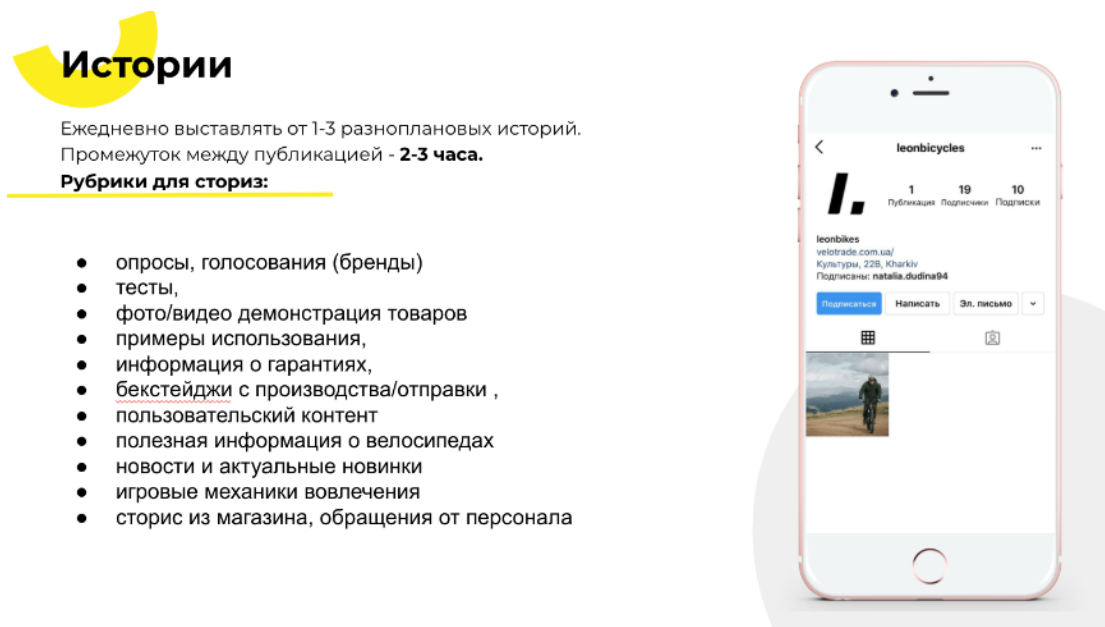 Истории
Ежедневно выставлять от 1-3 разноплановых историй.
Промежуток между публикацией - 2-3 часа.
Рубрики для сториз:
● опросы, голосования (бренды)
● тесты,
● фото/видео демонстрация товаров
● примеры использования,
● информация о гарантиях,
● бекстейджи с производства/отправки ,
● пользовательский контент
● полезная информация о велосипедах
● новости и актуальные новинки
● игровые механики вовлечения
● сторис из магазина, обращения от персонала
leonbicycles
1 19 10
Публикация Подписчики Подписки
leonbikes
velotrade.com.ua/
Культуры, 22В, Kharkiv
Подписаны: natalia.dudina94
Подписаться Написать Эл. письмо